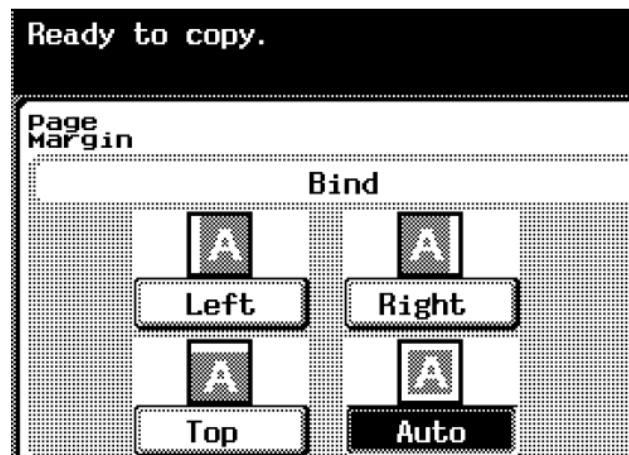 Ready to copy.
Page
Margin
Bind
A A
Left Right
A A
Top Auto